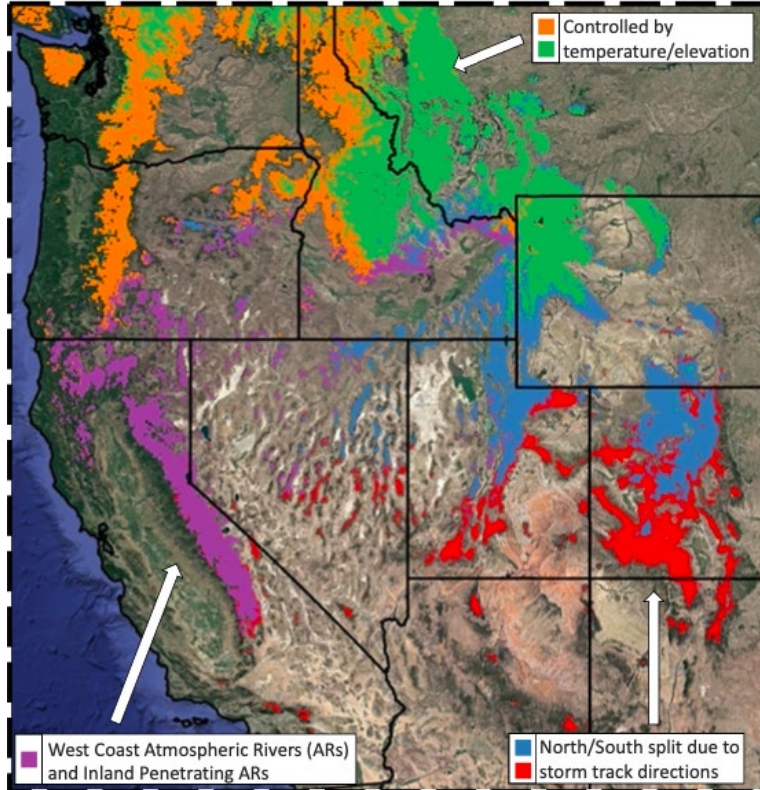 Controlled by
temperature/elevation
West Coast Atmospheric Rivers (ARs)
and Inland Penetrating ARs
North/South split due to
storm track directions